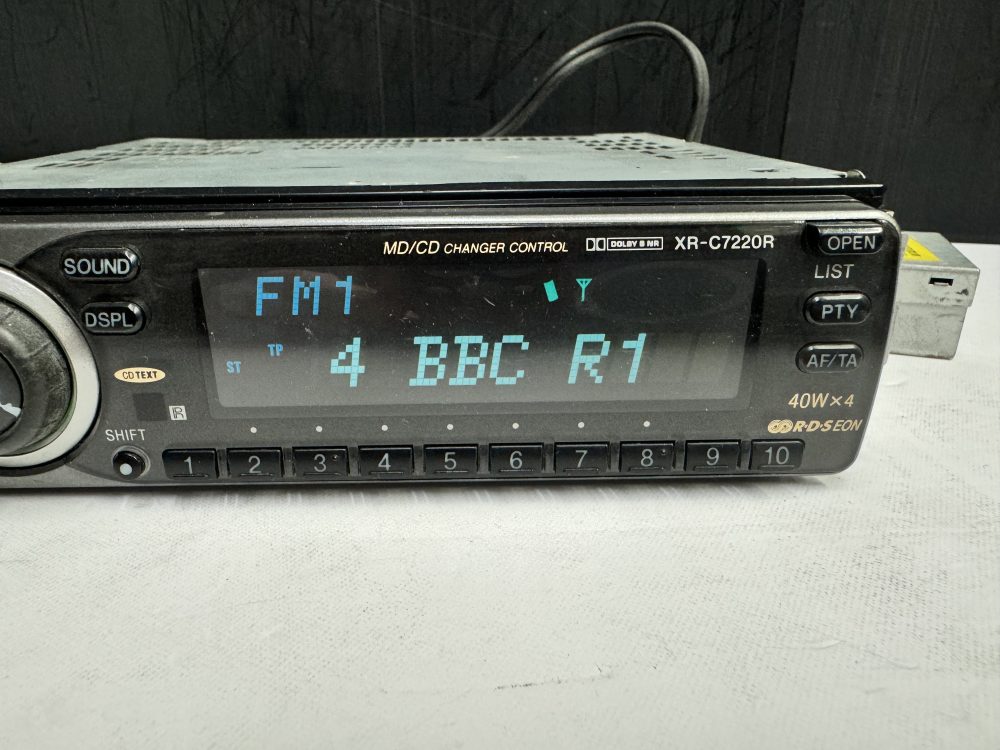 MD/CD CHANGER CONTROL DOLBY B NR XR-C7220R
OPEN
SOUND
LIST
FM1
PTY
DSPL
ST TP 4 BBC R1
AF/TA
CD TEXT
40W×4
IR
R·D·S EON
SHIFT
1 2 3 4 5 6 7 8 9 10